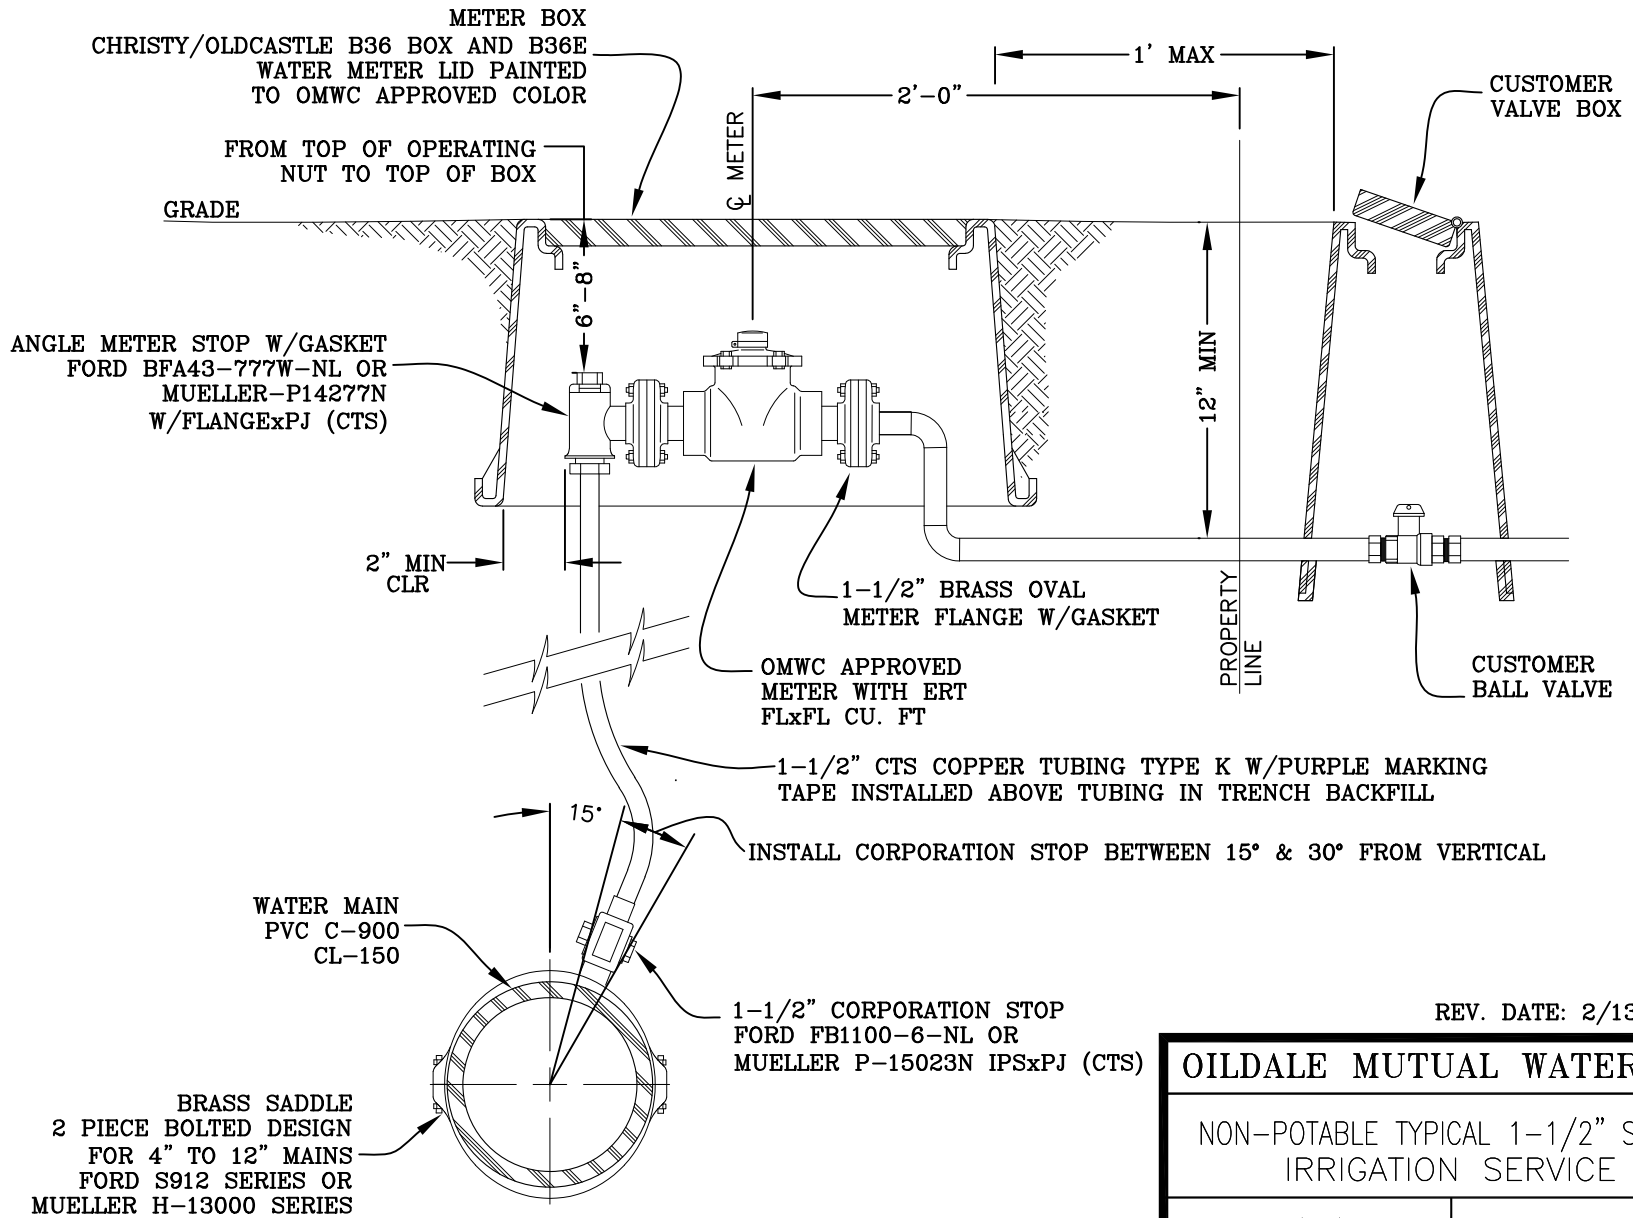 METER BOX
CHRISTY/OLDCASTLE B36 BOX AND B36E
WATER METER LID PAINTED
TO OMWC APPROVED COLOR
1' MAX
2'-0"
CUSTOMER
VALVE BOX
FROM TOP OF OPERATING
NUT TO TOP OF BOX
℄ METER
GRADE
6"-8"
ANGLE METER STOP W/GASKET
FORD BFA43-777W-NL OR
MUELLER-P14277N
W/FLANGExPJ (CTS)
12" MIN
2" MIN
CLR
1-1/2" BRASS OVAL
METER FLANGE W/GASKET
PROPERTY
LINE
OMWC APPROVED
METER WITH ERT
FLxFL CU. FT
CUSTOMER
BALL VALVE
1-1/2" CTS COPPER TUBING TYPE K W/PURPLE MARKING
TAPE INSTALLED ABOVE TUBING IN TRENCH BACKFILL
15°
INSTALL CORPORATION STOP BETWEEN 15° & 30° FROM VERTICAL
WATER MAIN
PVC C-900
CL-150
1-1/2" CORPORATION STOP
FORD FB1100-6-NL OR
MUELLER P-15023N IPSxPJ (CTS)
BRASS SADDLE
2 PIECE BOLTED DESIGN
FOR 4" TO 12" MAINS
FORD S912 SERIES OR
MUELLER H-13000 SERIES
REV. DATE: 2/13
OILDALE MUTUAL WATER
NON-POTABLE TYPICAL 1-1/2" S
IRRIGATION SERVICE